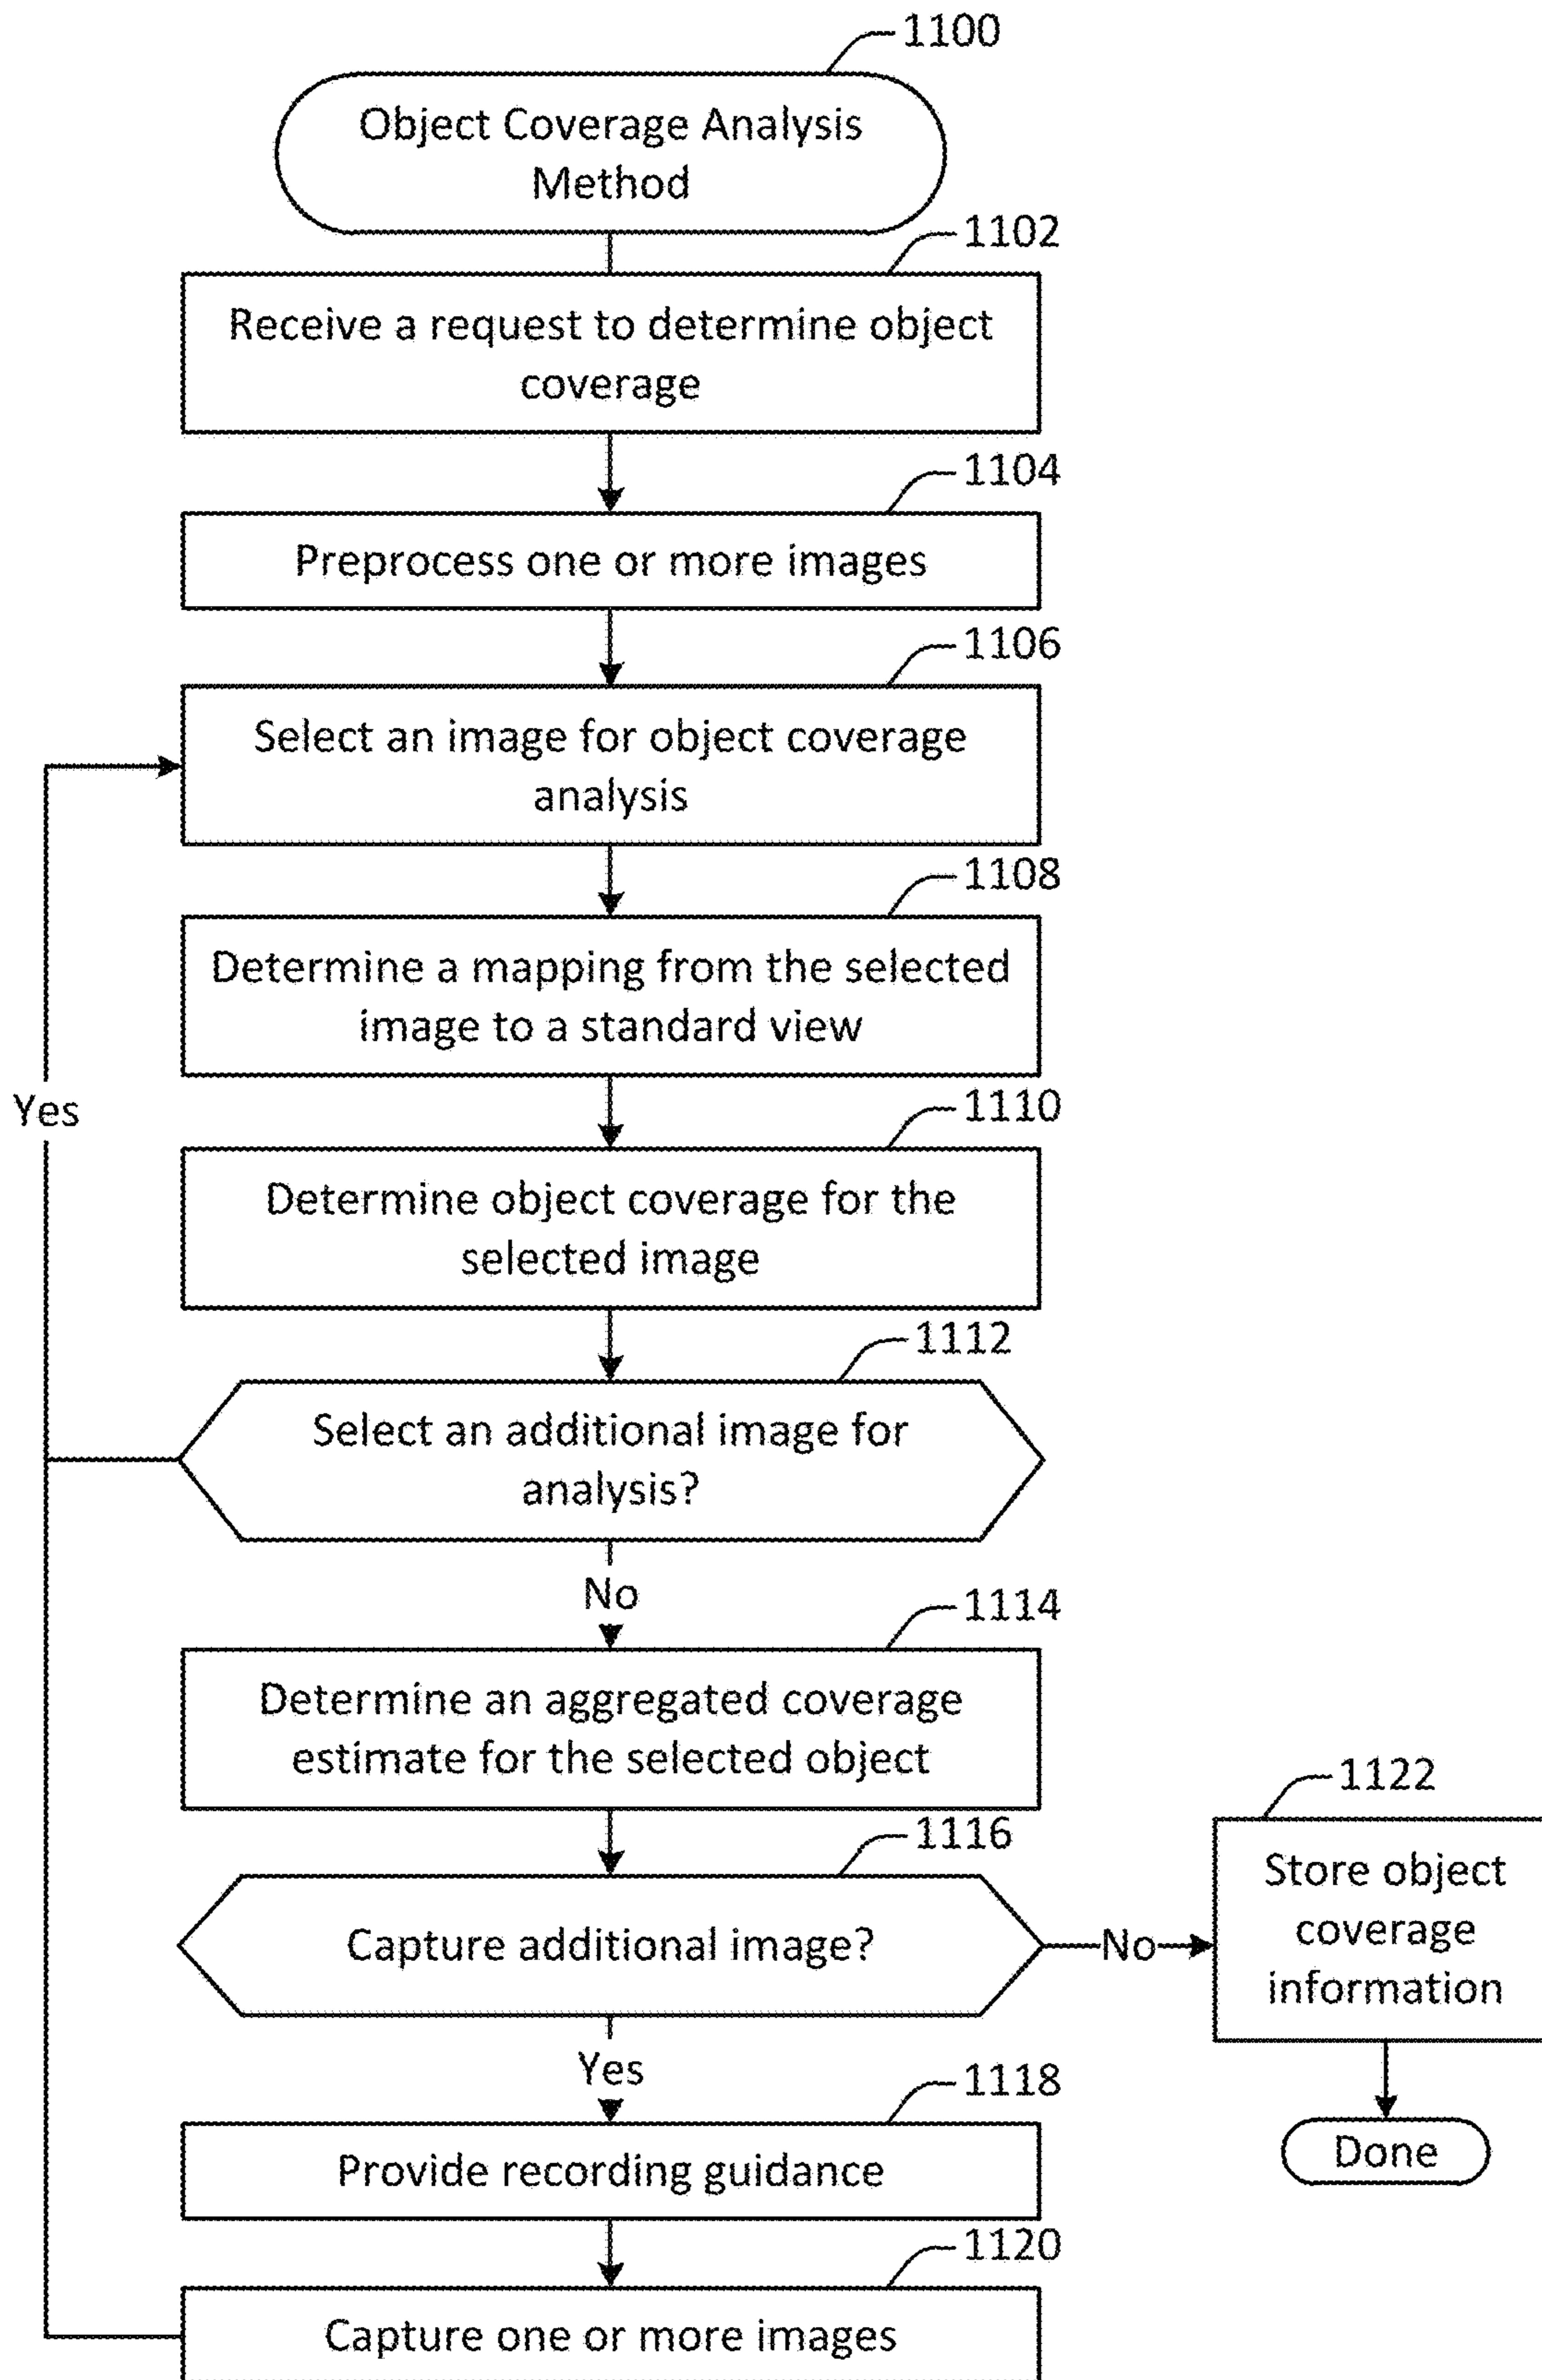 1100
Object Coverage Analysis
Method
1102
Receive a request to determine object
coverage
1104
Preprocess one or more images
1106
Select an image for object coverage
analysis
1108
Determine a mapping from the selected
image to a standard view
Yes
1110
Determine object coverage for the
selected image
1112
Select an additional image for
analysis?
No
1114
Determine an aggregated coverage
estimate for the selected object
1116
Capture additional image?
No
1122
Store object
coverage
information
Done
Yes
1118
Provide recording guidance
1120
Capture one or more images